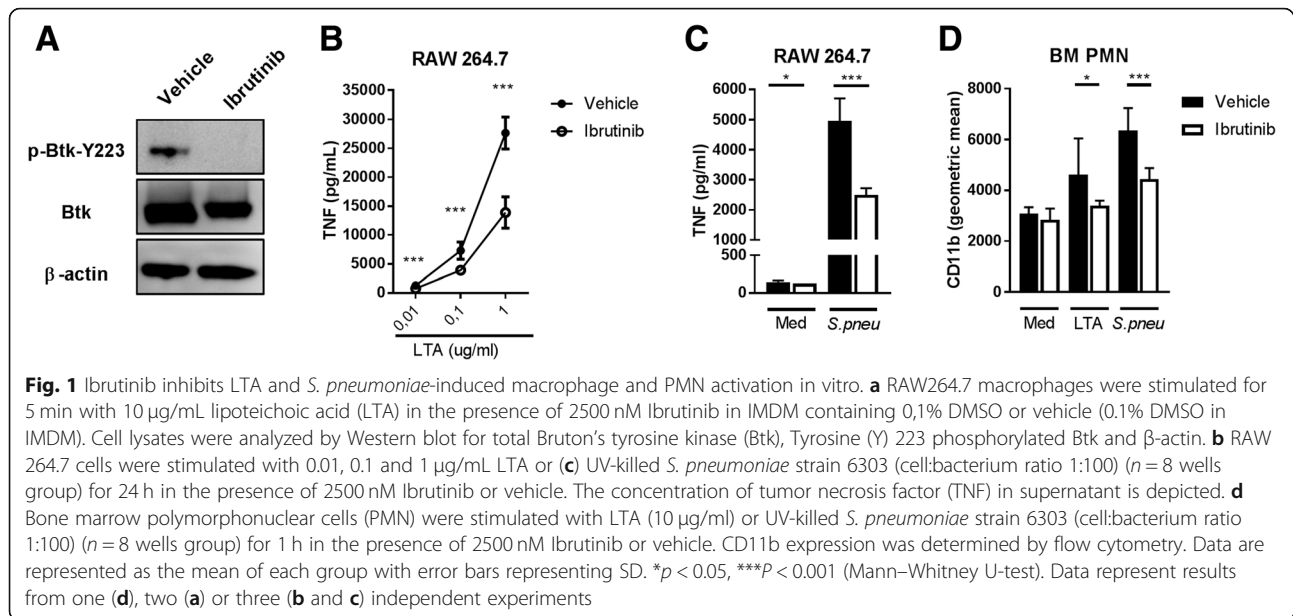 A
Vehicle
Ibrutinib
p-Btk-Y223
Btk
β-actin
B
RAW 264.7
TNF (pg/mL)
35000
30000
25000
20000
15000
10000
5000
0
***
***
***
0,01
0,1
1
LTA (ug/ml)
Vehicle
Ibrutinib
C
RAW 264.7
TNF (pg/ml)
6000
5000
4000
3000
2000
1000
500
0
*
***
Med
S.pneu
D
BM PMN
CD11b (geometric mean)
8000
6000
4000
2000
0
*
***
Med
LTA
S.pneu
Vehicle
Ibrutinib
Fig. 1 Ibrutinib inhibits LTA and S. pneumoniae-induced macrophage and PMN activation in vitro. a RAW264.7 macrophages were stimulated for
5 min with 10 μg/mL lipoteichoic acid (LTA) in the presence of 2500 nM Ibrutinib in IMDM containing 0,1% DMSO or vehicle (0.1% DMSO in
IMDM). Cell lysates were analyzed by Western blot for total Bruton's tyrosine kinase (Btk), Tyrosine (Y) 223 phosphorylated Btk and β-actin. b RAW
264.7 cells were stimulated with 0.01, 0.1 and 1 μg/mL LTA or (c) UV-killed S. pneumoniae strain 6303 (cell:bacterium ratio 1:100) (n = 8 wells
group) for 24 h in the presence of 2500 nM Ibrutinib or vehicle. The concentration of tumor necrosis factor (TNF) in supernatant is depicted. d
Bone marrow polymorphonuclear cells (PMN) were stimulated with LTA (10 μg/ml) or UV-killed S. pneumoniae strain 6303 (cell:bacterium ratio
1:100) (n = 8 wells group) for 1 h in the presence of 2500 nM Ibrutinib or vehicle. CD11b expression was determined by flow cytometry. Data are
represented as the mean of each group with error bars representing SD. *p < 0.05, ***P < 0.001 (Mann–Whitney U-test). Data represent results
from one (d), two (a) or three (b and c) independent experiments